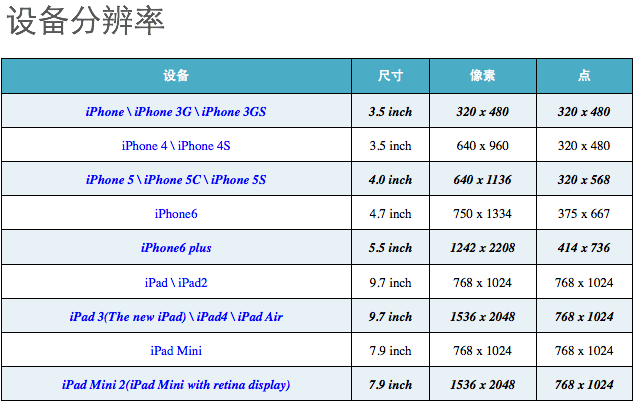 设备分辨率
设备 尺寸 像素 点
iPhone \ iPhone 3G \ iPhone 3GS 3.5 inch 320 x 480 320 x 480
iPhone 4 \ iPhone 4S 3.5 inch 640 x 960 320 x 480
iPhone 5 \ iPhone 5C \ iPhone 5S 4.0 inch 640 x 1136 320 x 568
iPhone6 4.7 inch 750 x 1334 375 x 667
iPhone6 plus 5.5 inch 1242 x 2208 414 x 736
iPad \ iPad2 9.7 inch 768 x 1024 768 x 1024
iPad 3(The new iPad) \ iPad4 \ iPad Air 9.7 inch 1536 x 2048 768 x 1024
iPad Mini 7.9 inch 768 x 1024 768 x 1024
iPad Mini 2(iPad Mini with retina display) 7.9 inch 1536 x 2048 768 x 1024